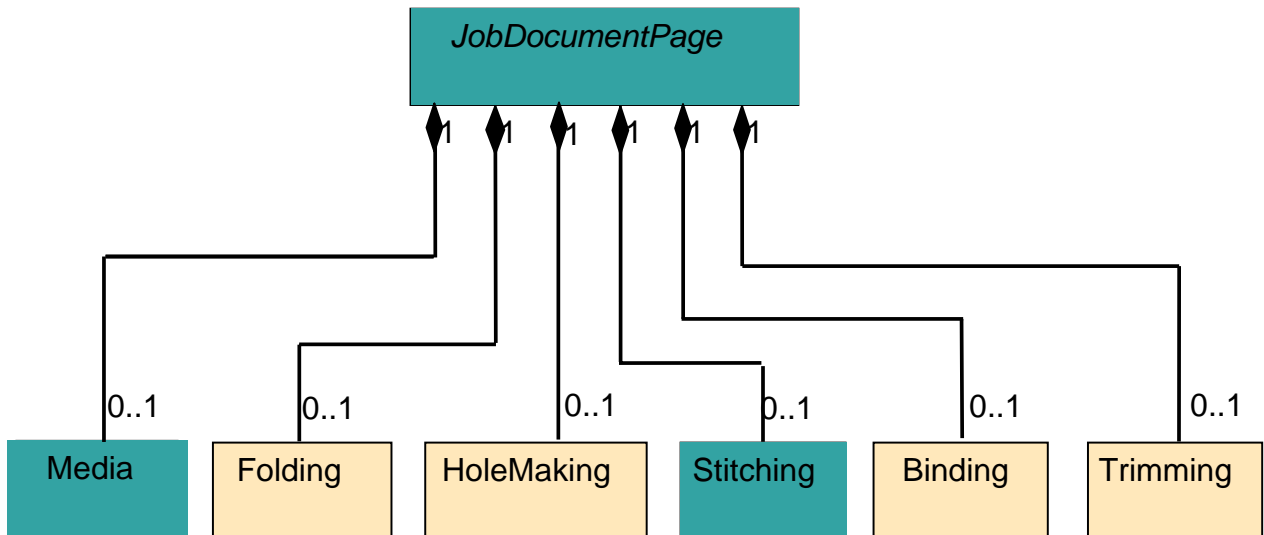 JobDocumentPage
1 1 1 1 1 1
0..1 0..1 0..1 0..1 0..1 0..1
Media Folding HoleMaking Stitching Binding Trimming